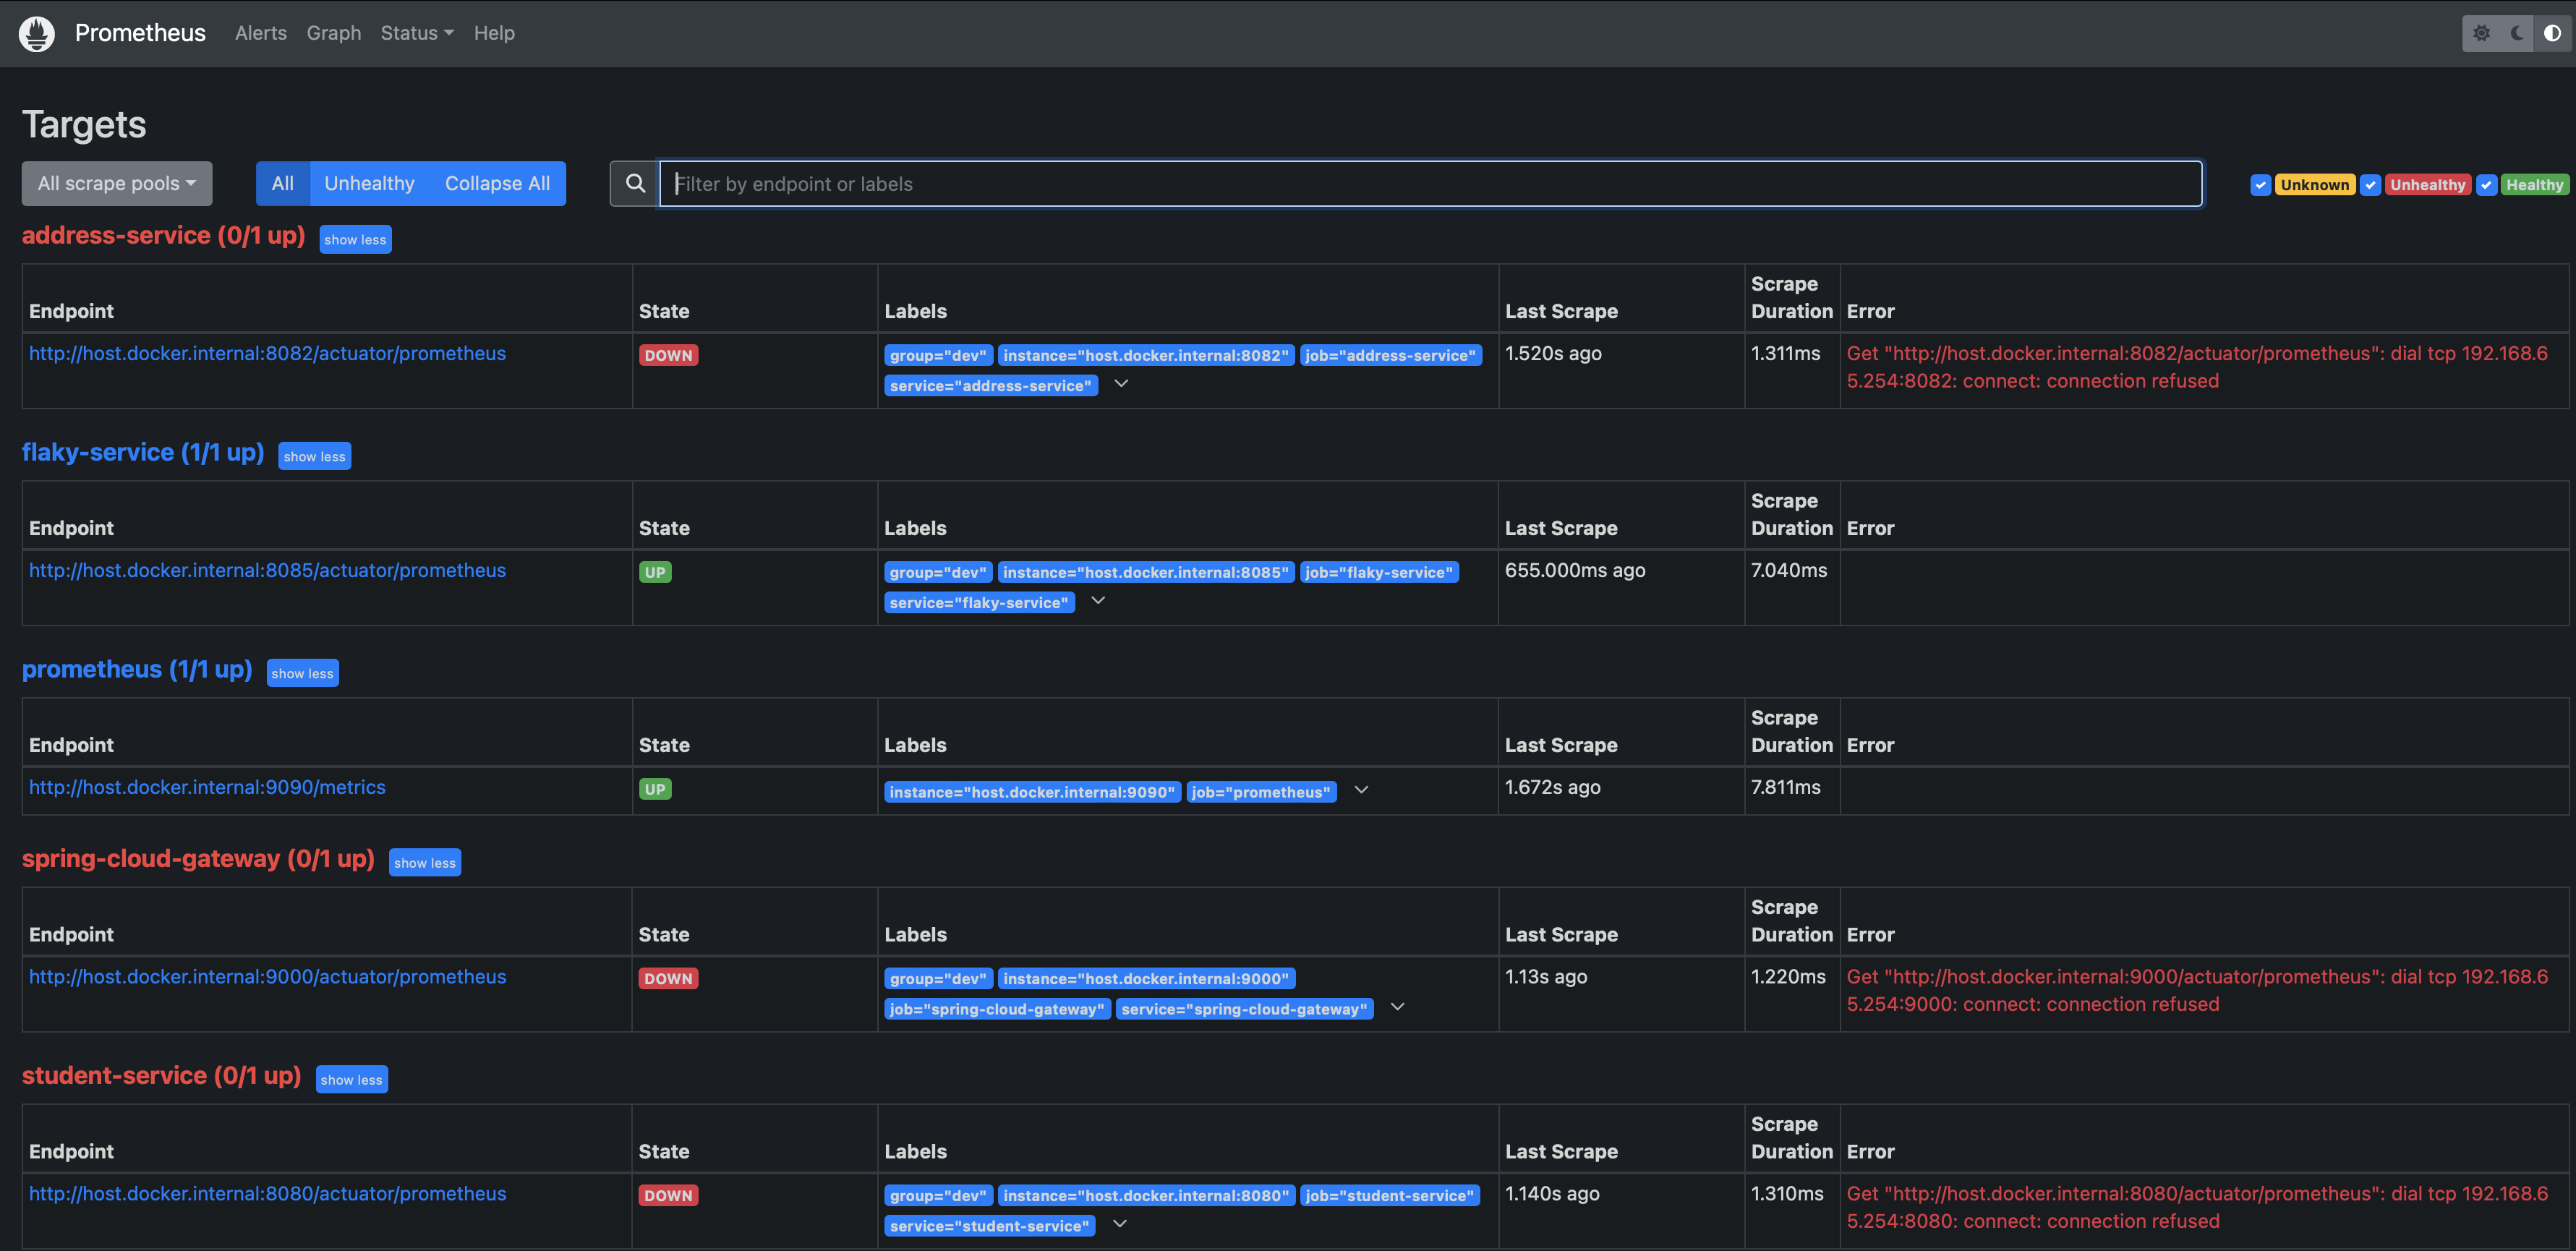 Prometheus Alerts Graph Status Help
Targets
All scrape pools All Unhealthy Collapse All Filter by endpoint or labels Unknown Unhealthy Healthy
address-service (0/1 up) show less
Endpoint State Labels Last Scrape Scrape Duration Error
http://host.docker.internal:8082/actuator/prometheus DOWN group="dev" instance="host.docker.internal:8082" job="address-service" 1.520s ago 1.311ms Get "http://host.docker.internal:8082/actuator/prometheus": dial tcp 192.168.6
service="address-service" 5.254:8082: connect: connection refused
flaky-service (1/1 up) show less
Endpoint State Labels Last Scrape Scrape Duration Error
http://host.docker.internal:8085/actuator/prometheus UP group="dev" instance="host.docker.internal:8085" job="flaky-service" 655.000ms ago 7.040ms
service="flaky-service"
prometheus (1/1 up) show less
Endpoint State Labels Last Scrape Scrape Duration Error
http://host.docker.internal:9090/metrics UP instance="host.docker.internal:9090" job="prometheus" 1.672s ago 7.811ms
spring-cloud-gateway (0/1 up) show less
Endpoint State Labels Last Scrape Scrape Duration Error
http://host.docker.internal:9000/actuator/prometheus DOWN group="dev" instance="host.docker.internal:9000" 1.13s ago 1.220ms Get "http://host.docker.internal:9000/actuator/prometheus": dial tcp 192.168.6
job="spring-cloud-gateway" service="spring-cloud-gateway" 5.254:9000: connect: connection refused
student-service (0/1 up) show less
Endpoint State Labels Last Scrape Scrape Duration Error
http://host.docker.internal:8080/actuator/prometheus DOWN group="dev" instance="host.docker.internal:8080" job="student-service" 1.140s ago 1.310ms Get "http://host.docker.internal:8080/actuator/prometheus": dial tcp 192.168.6
service="student-service" 5.254:8080: connect: connection refused